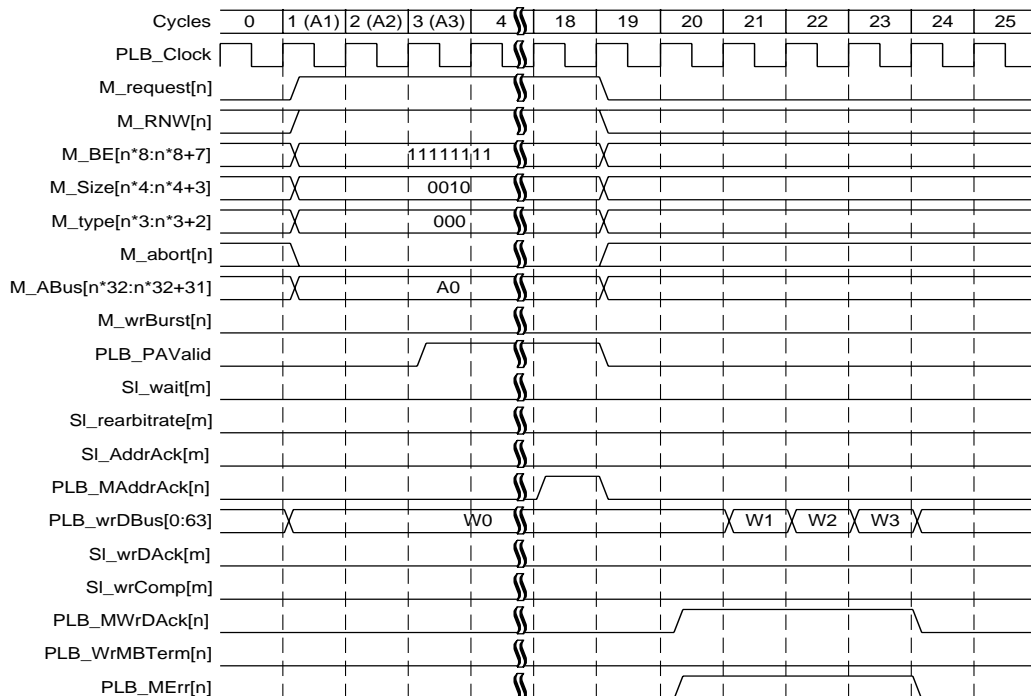 Cycles 0 1 (A1) 2 (A2) 3 (A3) 4 18 19 20 21 22 23 24 25
PLB_Clock
M_request[n]
M_RNW[n]
M_BE[n*8:n*8+7] 11111111
M_Size[n*4:n*4+3] 0010
M_type[n*3:n*3+2] 000
M_abort[n]
M_ABus[n*32:n*32+31] A0
M_wrBurst[n]
PLB_PAValid
Sl_wait[m]
Sl_rearbitrate[m]
Sl_AddrAck[m]
PLB_MAddrAck[n]
PLB_wrDBus[0:63] W0 W1 W2 W3
Sl_wrDAck[m]
Sl_wrComp[m]
PLB_MWrDAck[n]
PLB_WrMBTerm[n]
PLB_MErr[n]